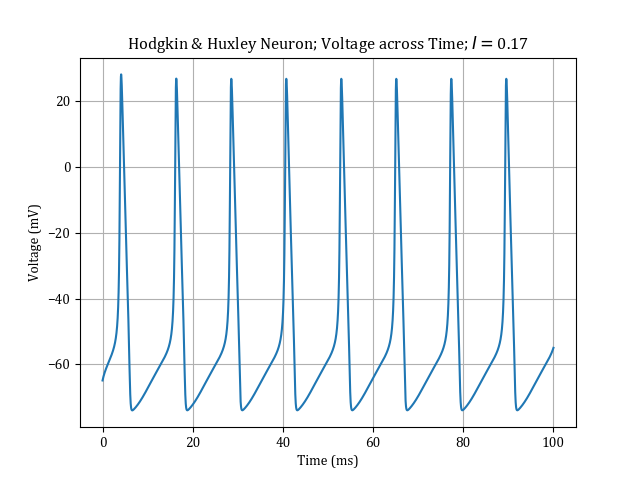 Hodgkin & Huxley Neuron; Voltage across Time; I = 0.17
20
0
−20
−40
−60
Voltage (mV)
0 20 40 60 80 100
Time (ms)